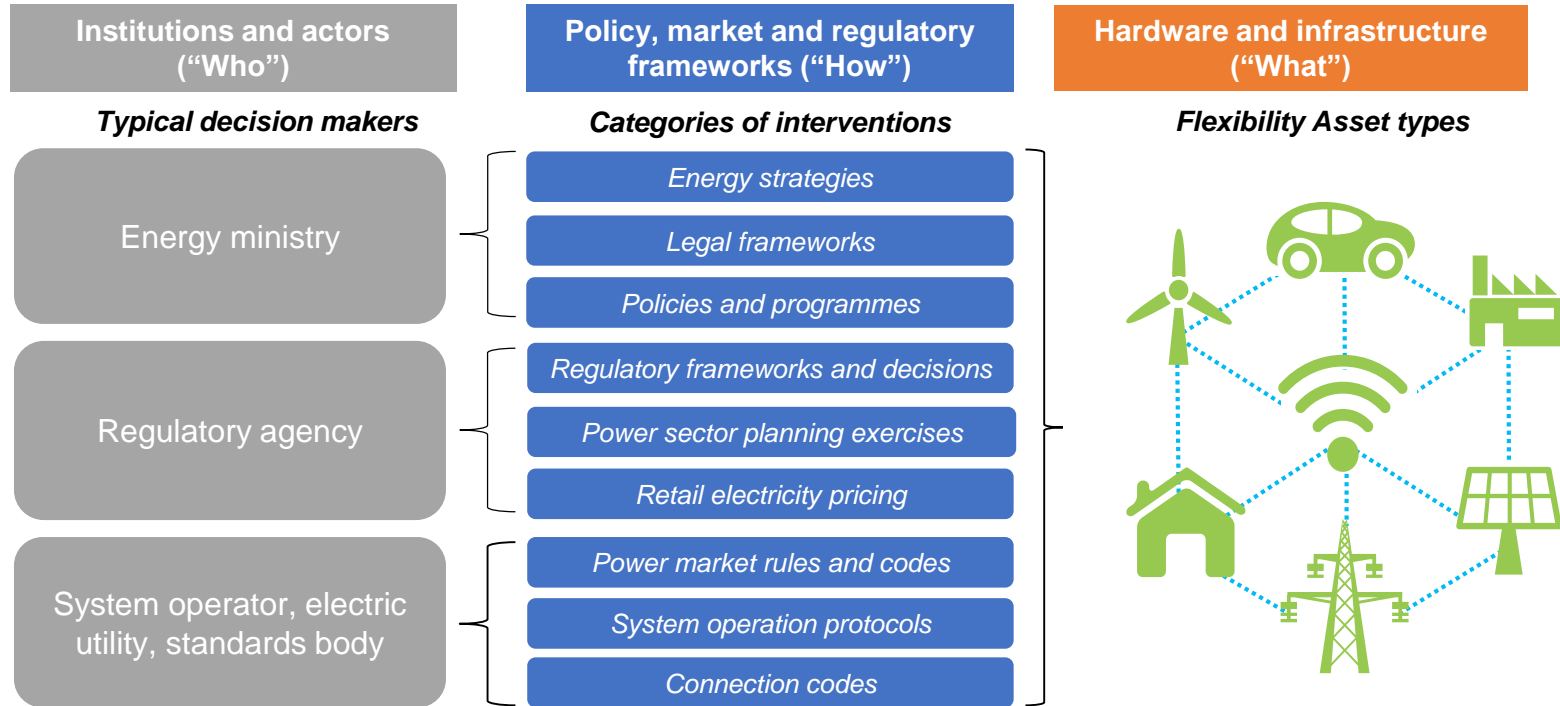 Institutions and actors
(“Who”)
Policy, market and regulatory
frameworks (“How”)
Hardware and infrastructure
(“What”)
Typical decision makers
Categories of interventions
Flexibility Asset types
Energy ministry
Energy strategies
Legal frameworks
Policies and programmes
Regulatory agency
Regulatory frameworks and decisions
Power sector planning exercises
Retail electricity pricing
System operator, electric
utility, standards body
Power market rules and codes
System operation protocols
Connection codes